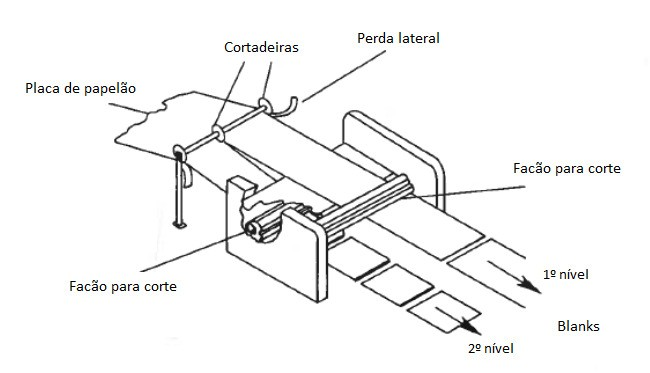 Perda lateral
Cortadeiras
Placa de papelão
Facão para corte
1º nível
Facão para corte
Blanks
2º nível